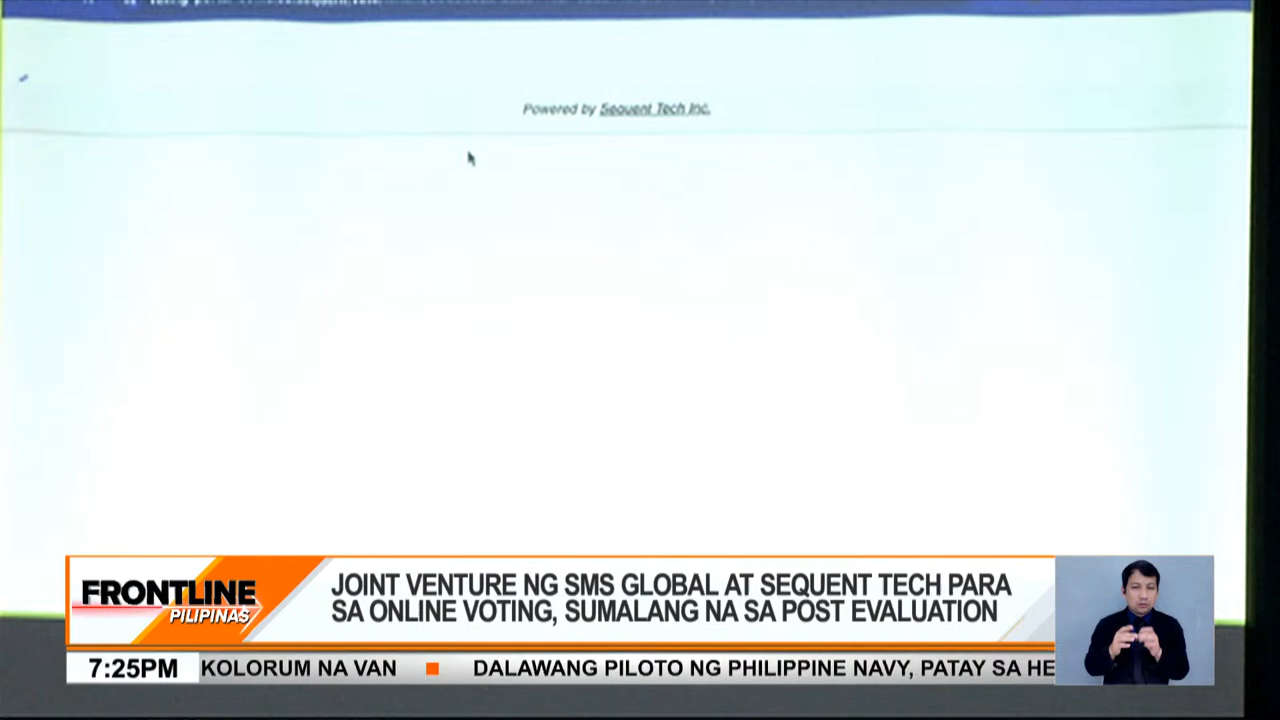 Powered by Sequent Tech Inc.
FRONTLINE
PILIPINAS
JOINT VENTURE NG SMS GLOBAL AT SEQUENT TECH PARA
SA ONLINE VOTING, SUMALANG NA SA POST EVALUATION
7:25PM KOLORUM NA VAN ■ DALAWANG PILOTO NG PHILIPPINE NAVY, PATAY SA HE